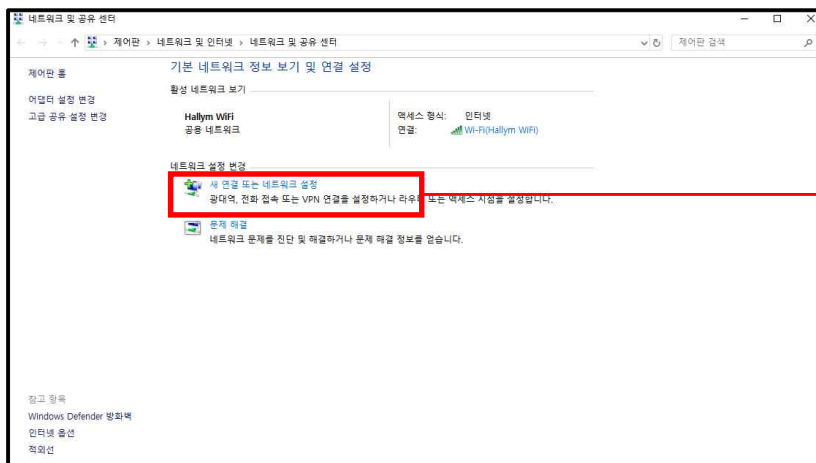 네트워크 및 공유 센터
제어판 > 네트워크 및 인터넷 > 네트워크 및 공유 센터
제어판 검색
제어판 홈
어댑터 설정 변경
고급 공유 설정 변경
기본 네트워크 정보 보기 및 연결 설정
활성 네트워크 보기
Hallym WiFi
공용 네트워크
액세스 형식: 인터넷
연결: Wi-Fi(Hallym WiFi)
네트워크 설정 변경
새 연결 또는 네트워크 설정
광대역, 전화 접속 또는 VPN 연결을 설정하거나 라우터 또는 액세스 지점을 설정합니다.
문제 해결
네트워크 문제를 진단 및 해결하거나 문제 해결 정보를 얻습니다.
참고 항목
Windows Defender 방화벽
인터넷 옵션
적외선